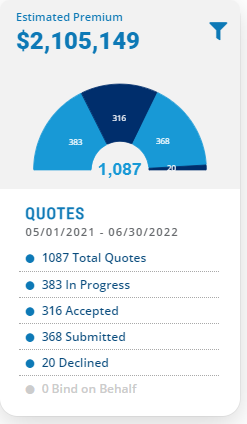 Estimated Premium
$2,105,149
316
383
368
20
1,087
QUOTES
05/01/2021 - 06/30/2022
1087 Total Quotes
383 In Progress
316 Accepted
368 Submitted
20 Declined
0 Bind on Behalf